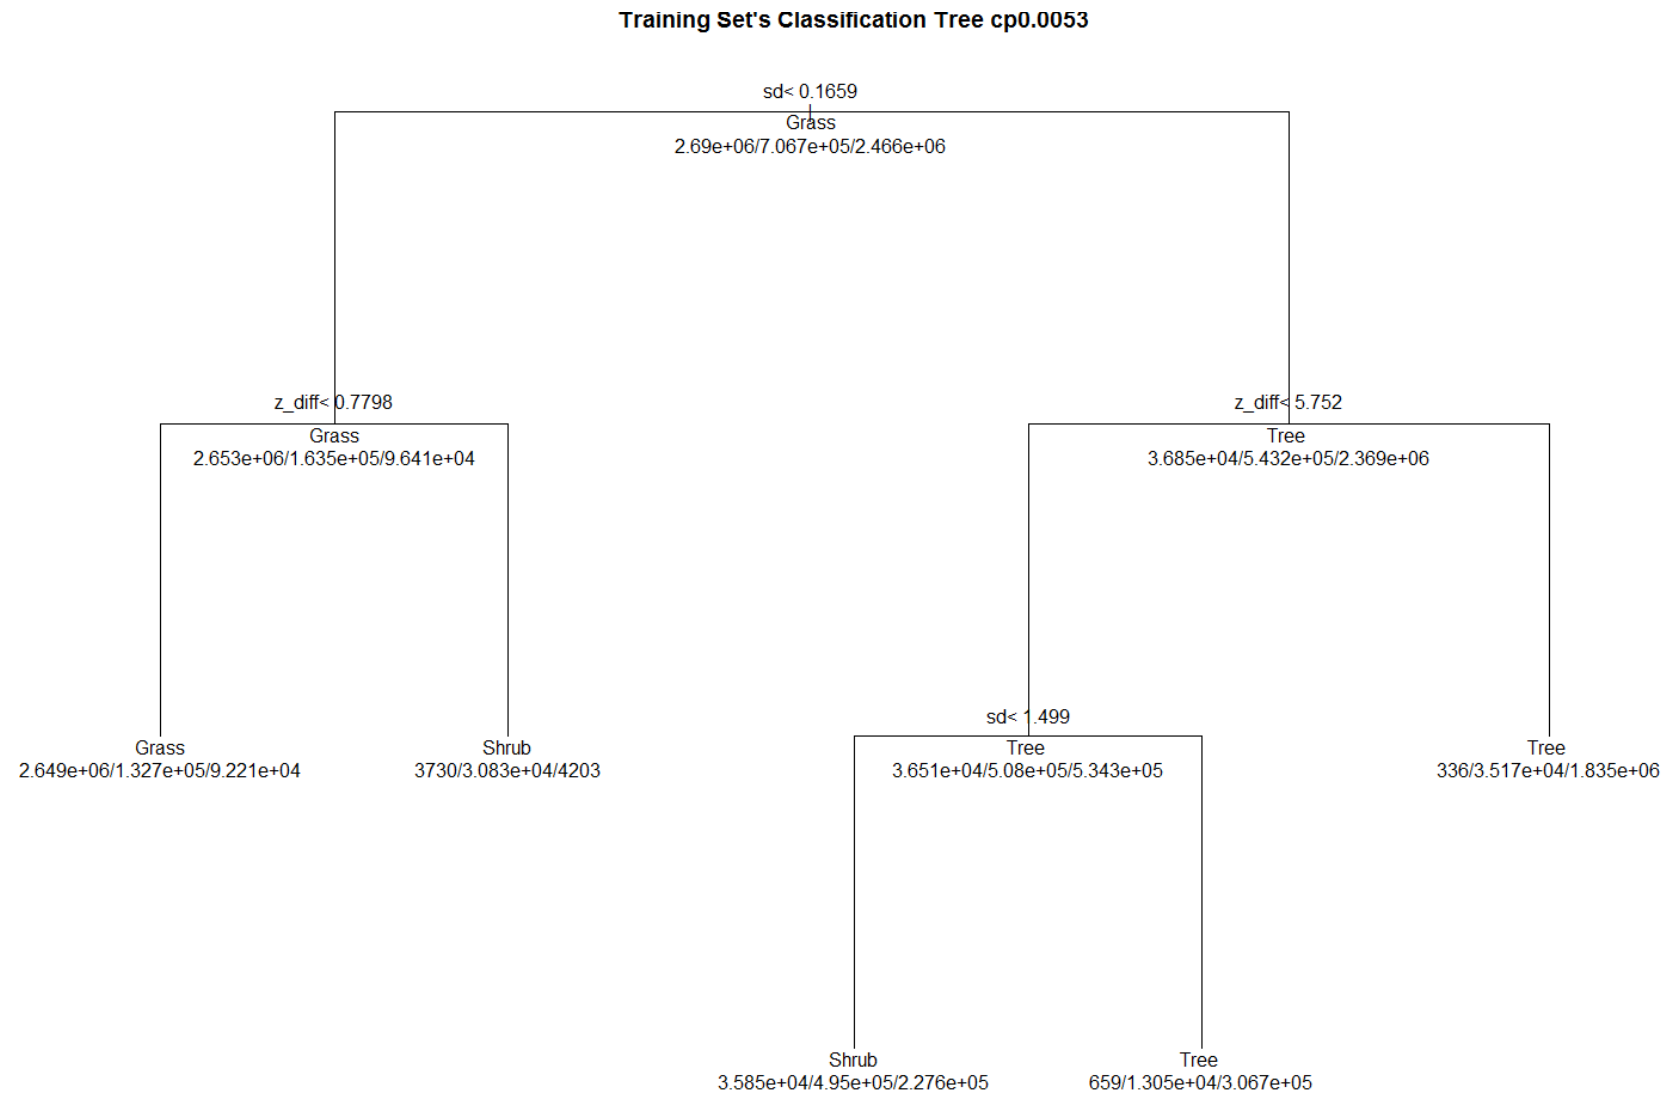 Training Set's Classification Tree cp0.0053
sd< 0.1659
Grass
2.69e+06/7.067e+05/2.466e+06
z_diff< 0.7798
z_diff< 5.752
Grass
Tree
2.653e+06/1.635e+05/9.641e+04
3.685e+04/5.432e+05/2.369e+06
sd< 1.499
Grass
Shrub
Tree
Tree
2.649e+06/1.327e+05/9.221e+04
3730/3.083e+04/4203
3.651e+04/5.08e+05/5.343e+05
336/3.517e+04/1.835e+06
Shrub
Tree
3.585e+04/4.95e+05/2.276e+05
659/1.305e+04/3.067e+05